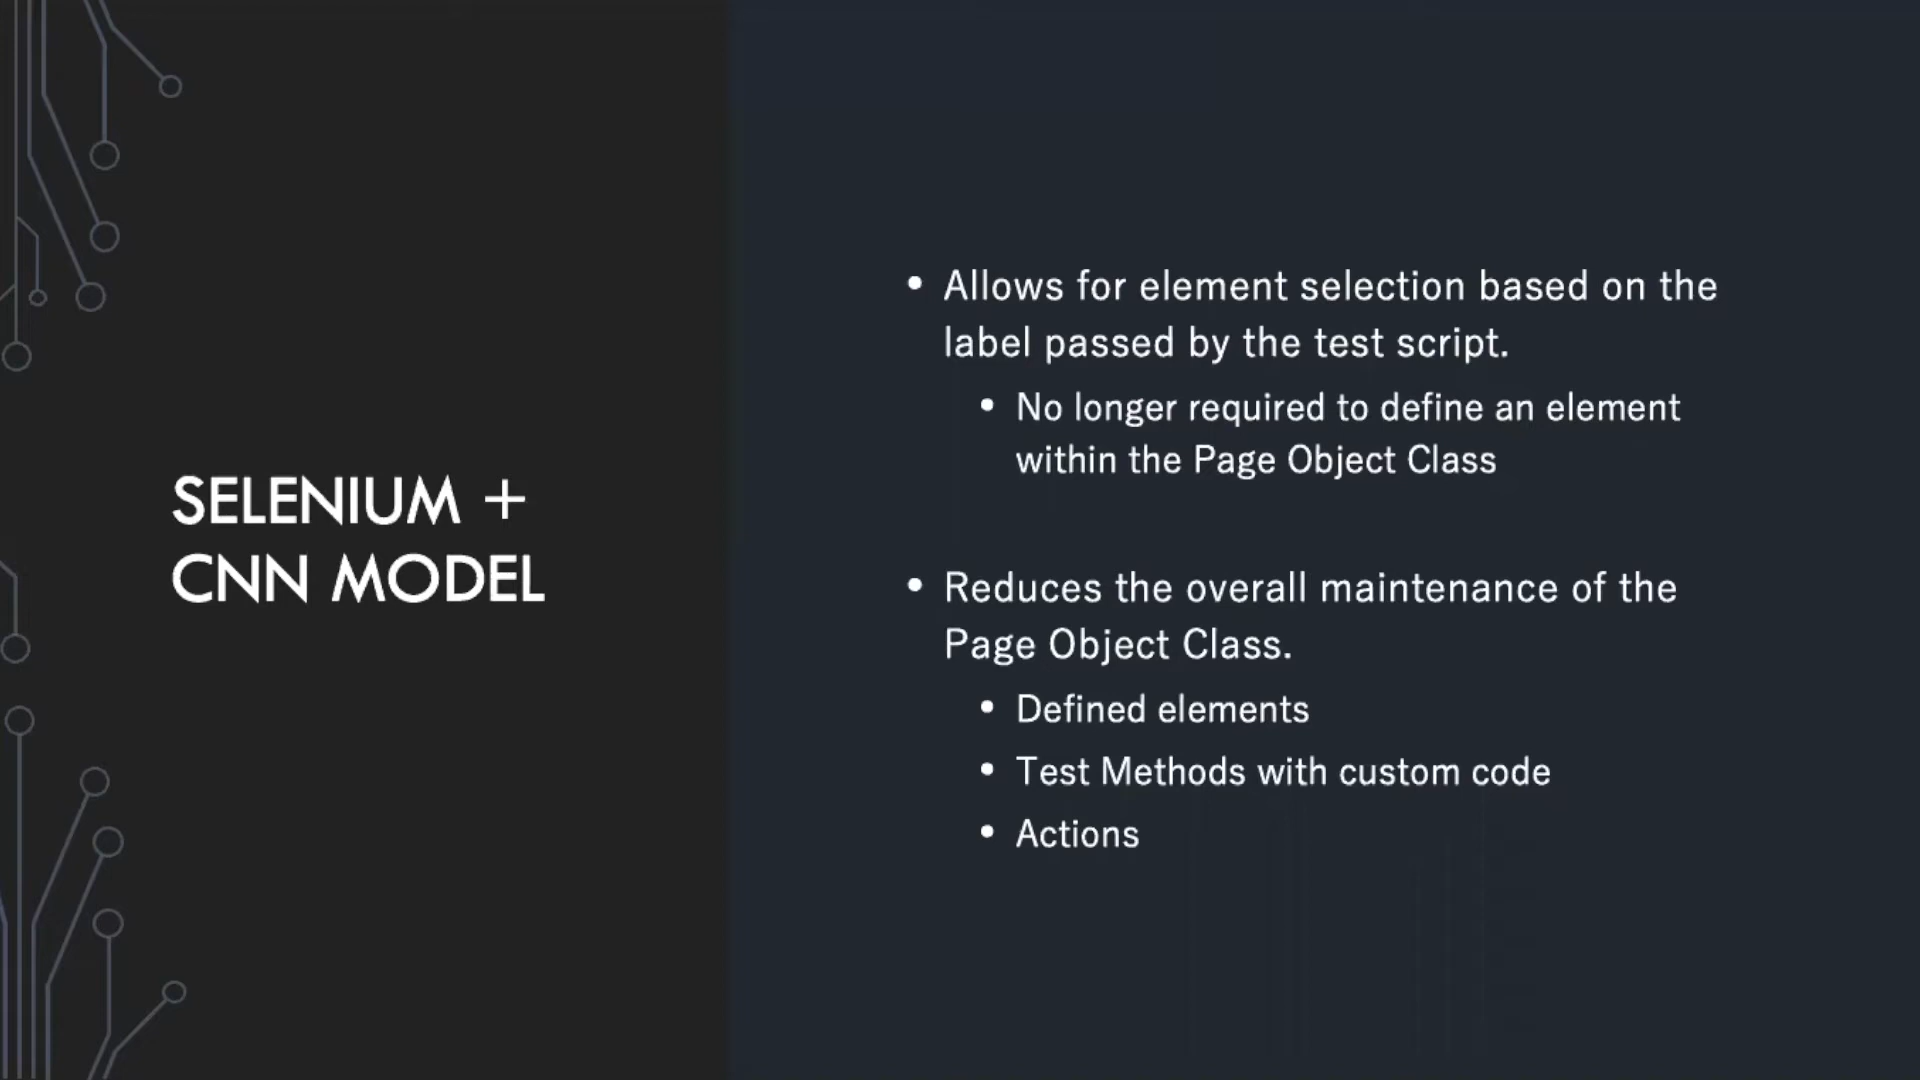 SELENIUM +
CNN MODEL
• Allows for element selection based on the
label passed by the test script.
• No longer required to define an element
within the Page Object Class
• Reduces the overall maintenance of the
Page Object Class.
• Defined elements
• Test Methods with custom code
• Actions